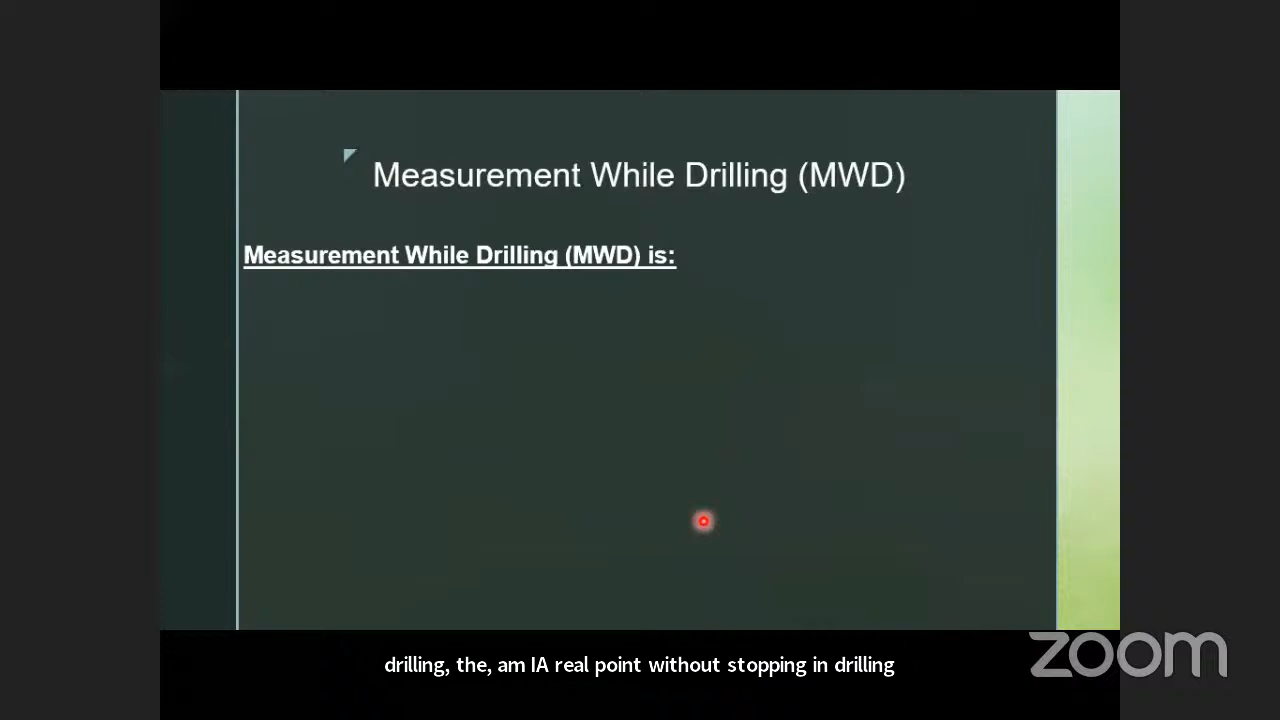 Measurement While Drilling (MWD)
Measurement While Drilling (MWD) is:
drilling, the, am IA real point without stopping in drilling
zoom